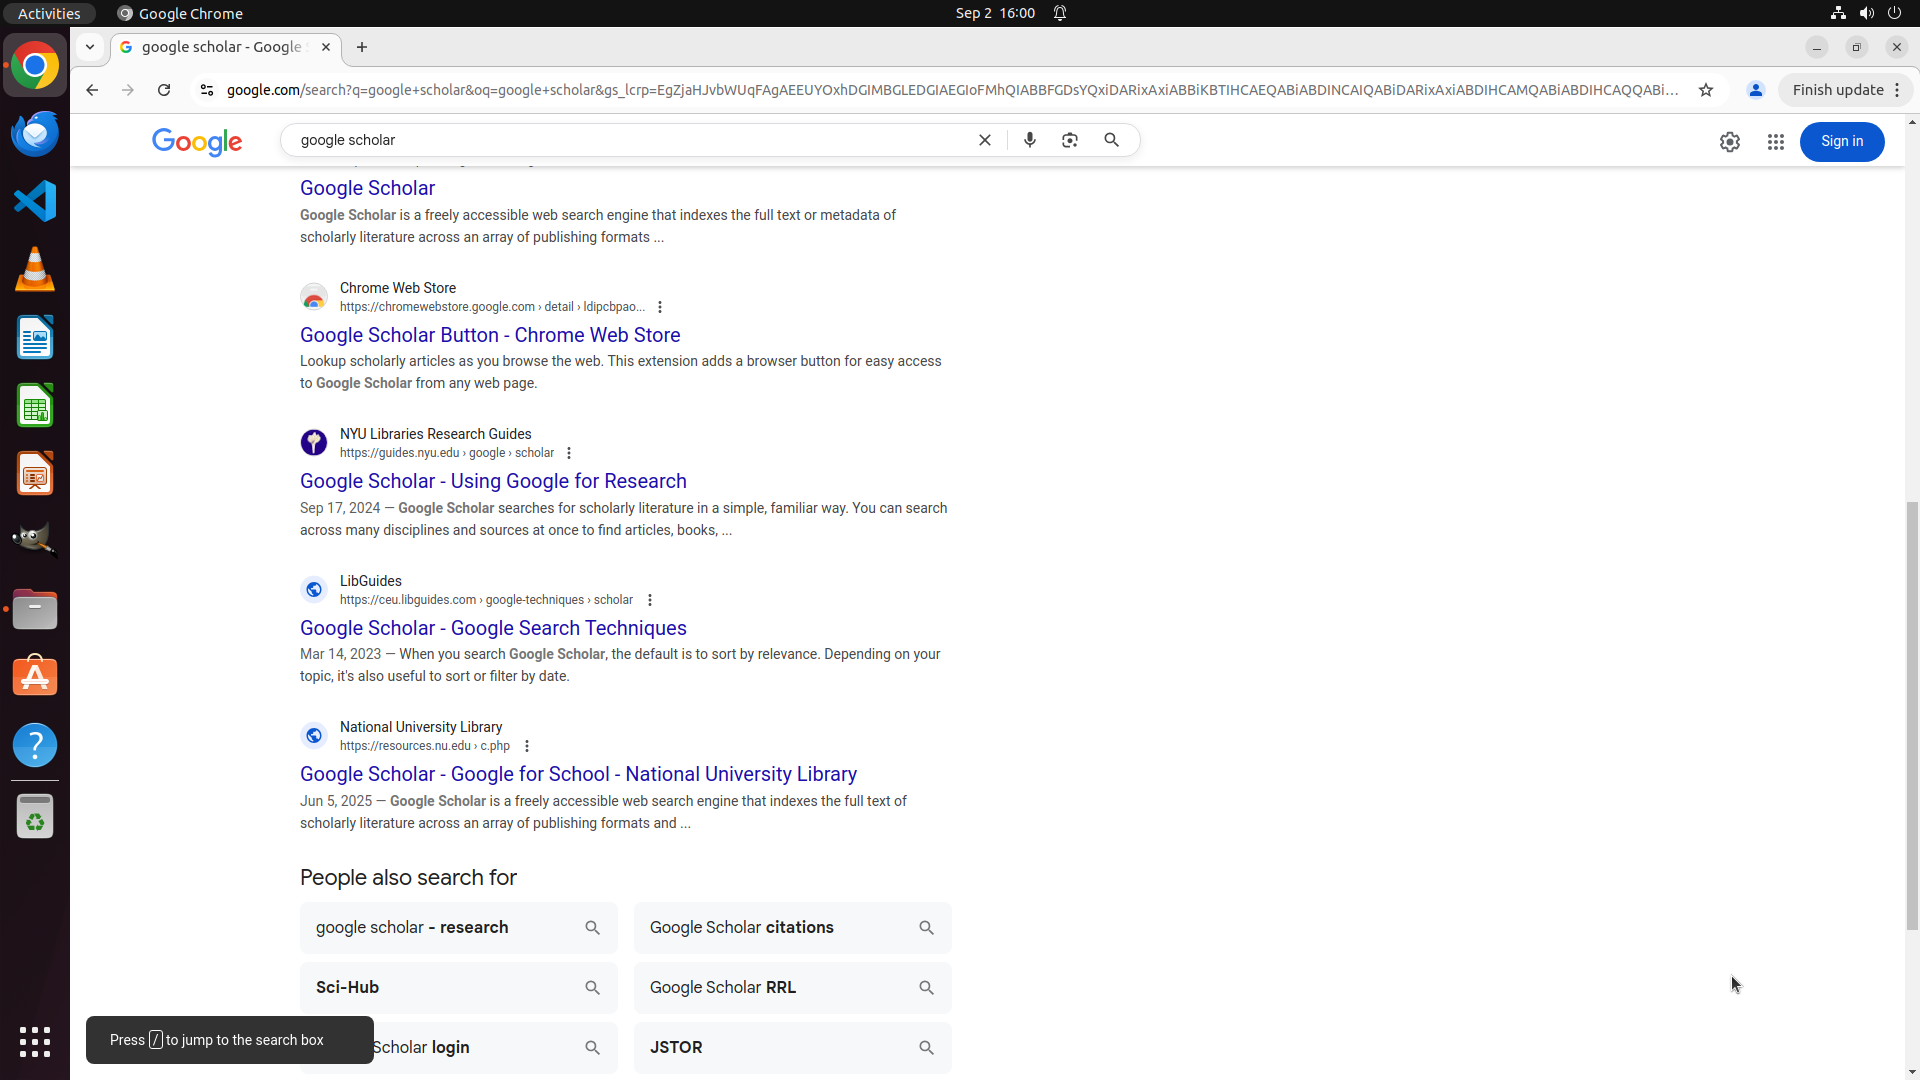 Activities
Google Chrome
Sep 2 16:00
google scholar - Google S
google.com/search?q=google+scholar&oq=google+scholar&gs_lcrp=EgZjaHJvbWUqFAgAEEUYOxhDGIMBGLEDGIAEGIoFMhQIABBFGDsYQxiDARixAxiABBiKBTIHCAEQABiABDINCAIQABiDARixAxiABDIHCAMQABiABDIHCAQQABi...
Finish update
Google
google scholar
Sign in
Google Scholar
Google Scholar is a freely accessible web search engine that indexes the full text or metadata of
scholarly literature across an array of publishing formats ...
Chrome Web Store
https://chromewebstore.google.com › detail › ldipcbpao...
Google Scholar Button - Chrome Web Store
Lookup scholarly articles as you browse the web. This extension adds a browser button for easy access
to Google Scholar from any web page.
NYU Libraries Research Guides
https://guides.nyu.edu › google › scholar
Google Scholar - Using Google for Research
Sep 17, 2024 — Google Scholar searches for scholarly literature in a simple, familiar way. You can search
across many disciplines and sources at once to find articles, books, ...
LibGuides
https://ceu.libguides.com › google-techniques › scholar
Google Scholar - Google Search Techniques
Mar 14, 2023 — When you search Google Scholar, the default is to sort by relevance. Depending on your
topic, it's also useful to sort or filter by date.
National University Library
https://resources.nu.edu › c.php
Google Scholar - Google for School - National University Library
Jun 5, 2025 — Google Scholar is a freely accessible web search engine that indexes the full text of
scholarly literature across an array of publishing formats and ...
People also search for
google scholar - research
Google Scholar citations
Sci-Hub
Google Scholar RRL
Scholar login
JSTOR
Press / to jump to the search box